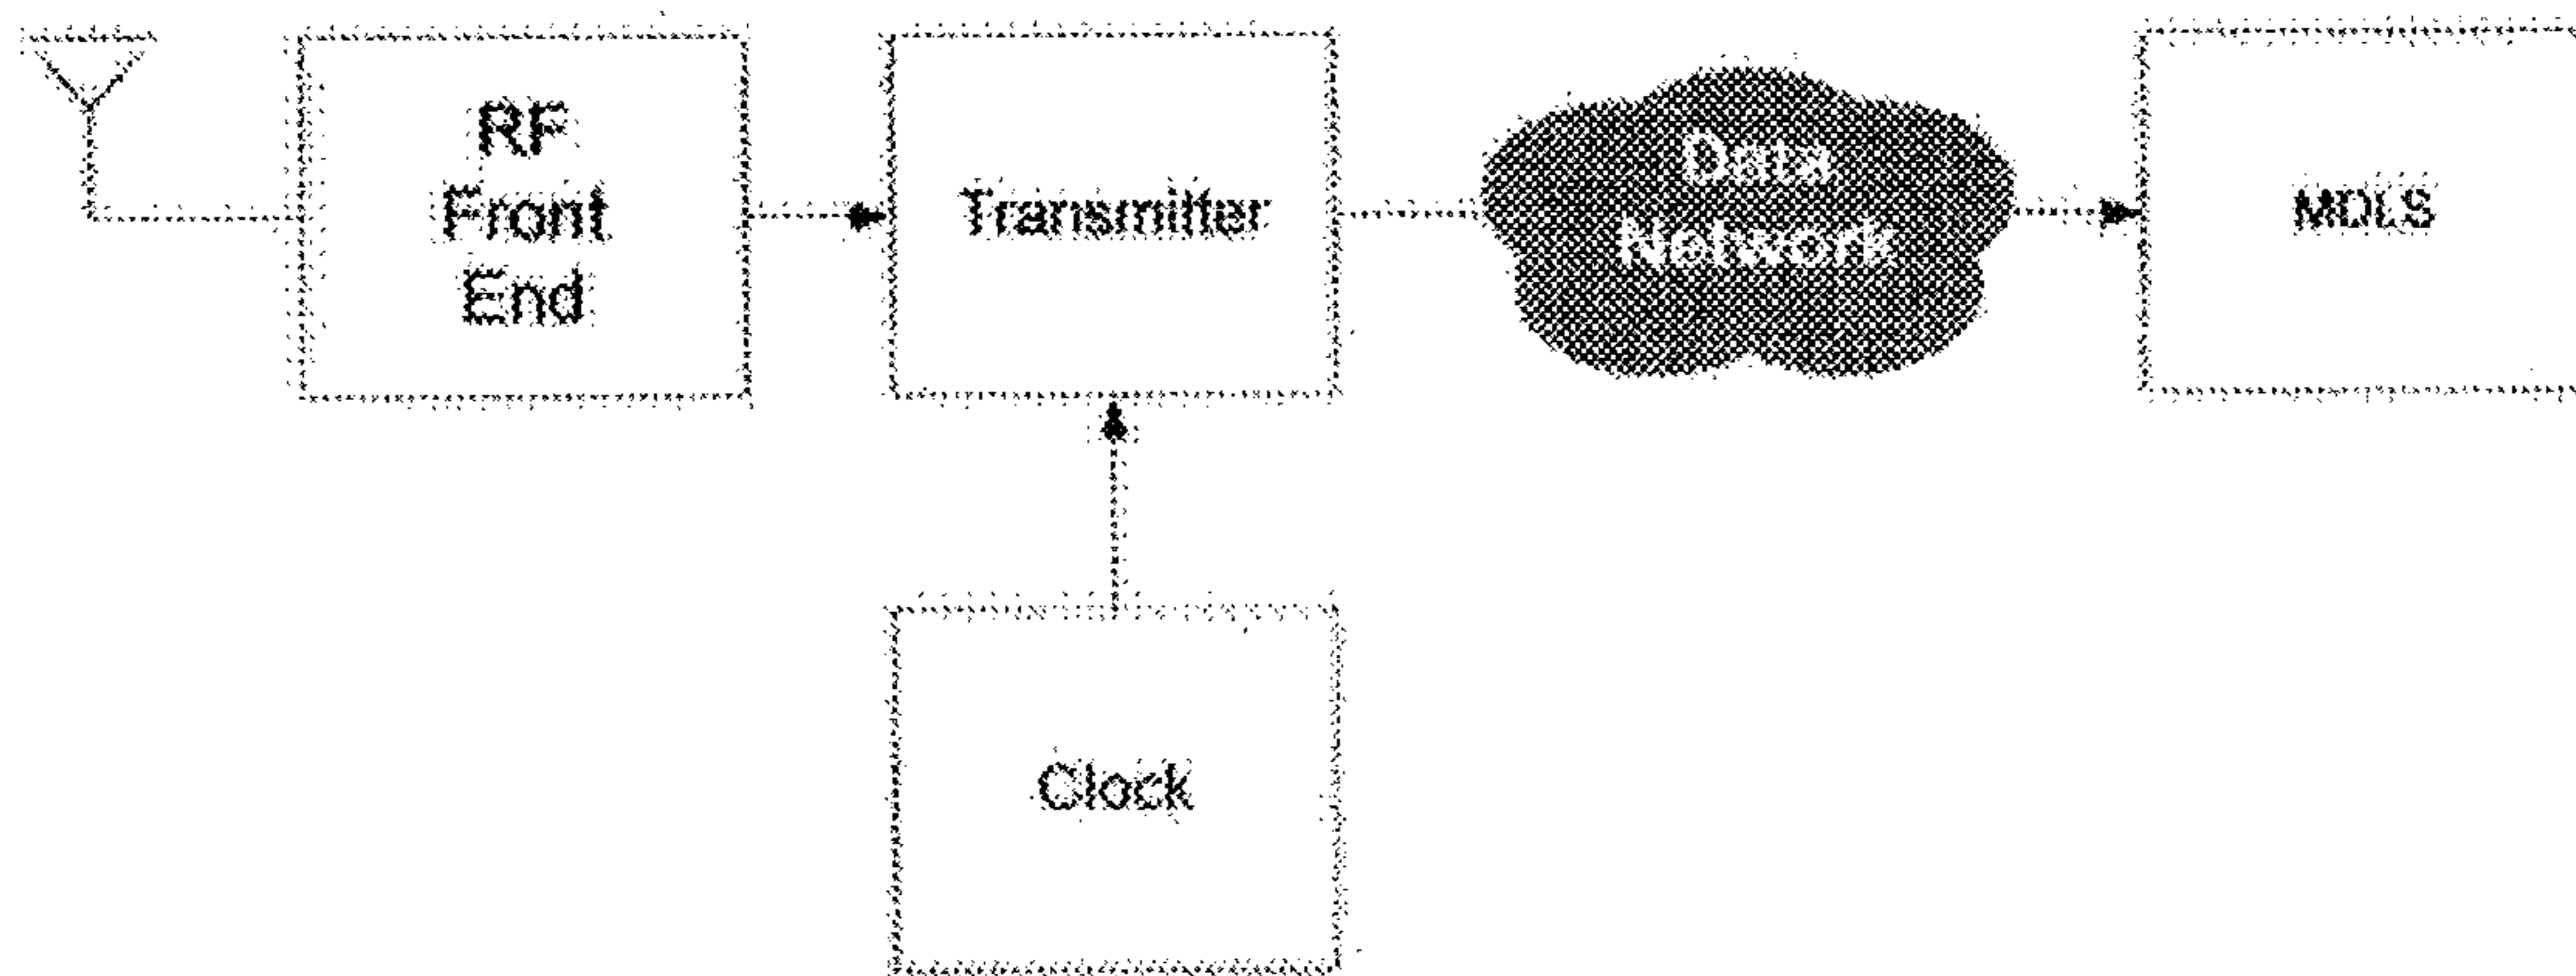 RF
Front
End
Transmitter
Data
Network
MDLS
Clock